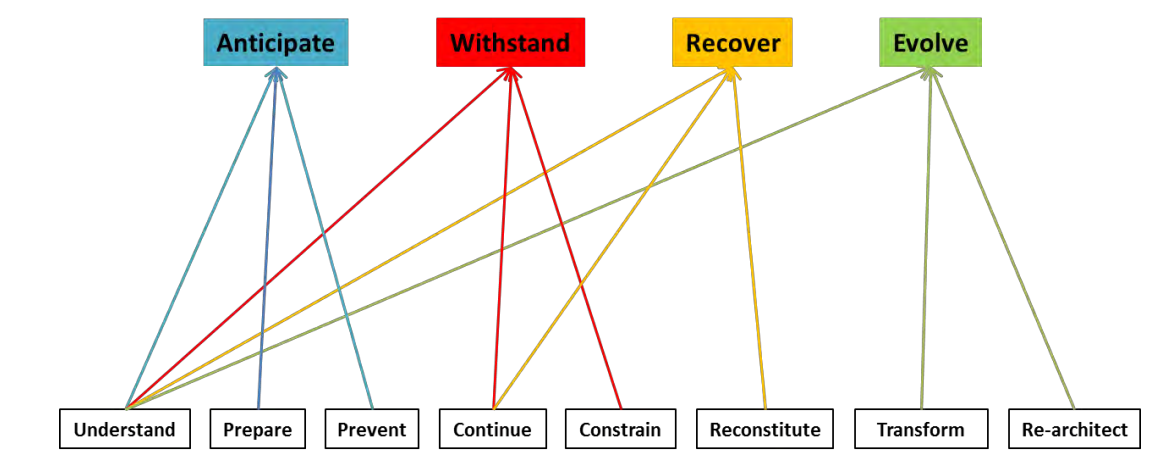 Anticipate
Withstand
Recover
Evolve
Understand
Prepare
Prevent
Continue
Constrain
Reconstitute
Transform
Re-architect